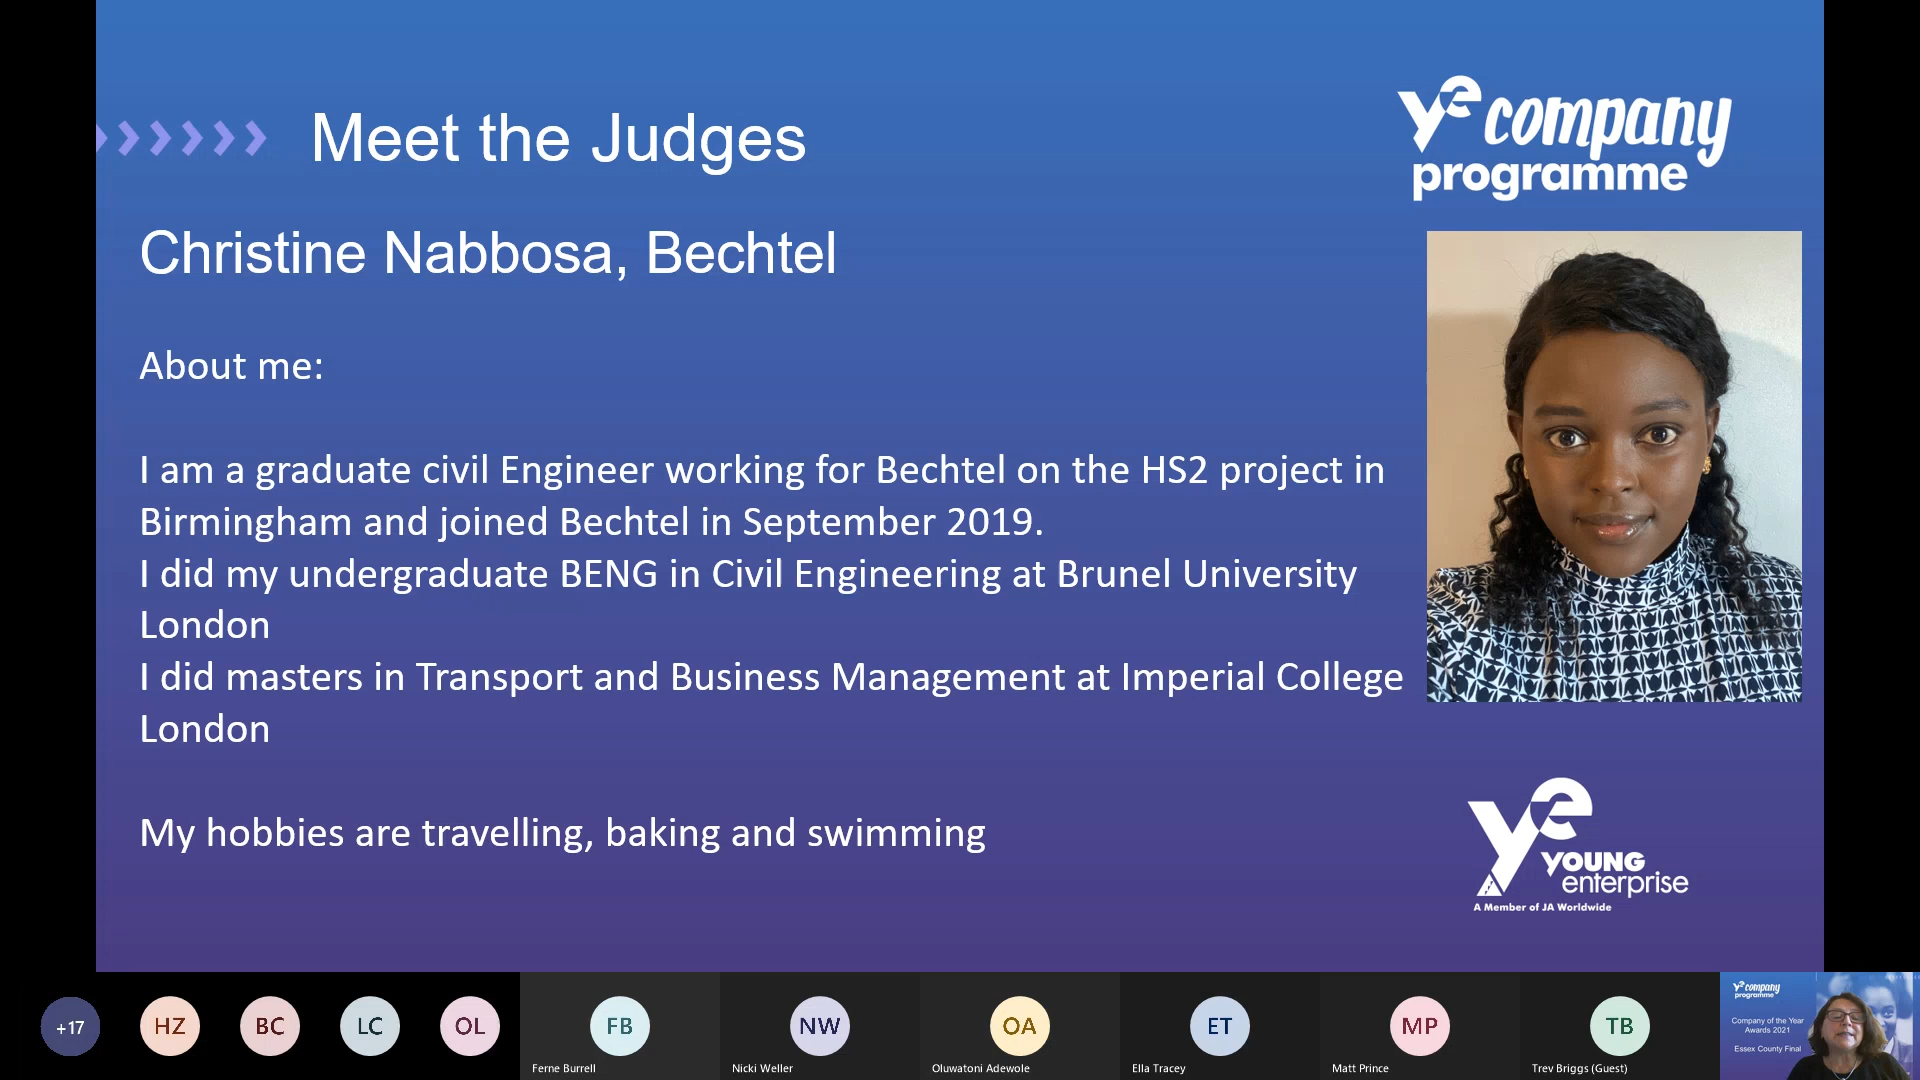 Meet the Judges
ye company
programme
Christine Nabbosa, Bechtel
About me:
I am a graduate civil Engineer working for Bechtel on the HS2 project in
Birmingham and joined Bechtel in September 2019.
I did my undergraduate BENG in Civil Engineering at Brunel University
London
I did masters in Transport and Business Management at Imperial College
London
My hobbies are travelling, baking and swimming
ye
YOUNG
enterprise
A Member of JA Worldwide
+17
HZ
BC
LC
OL
FB
Ferne Burrell
NW
Nicki Weller
OA
Oluwatoni Adewole
ET
Ella Tracey
MP
Matt Prince
TB
Trev Briggs (Guest)
ye company
programme
Company of the Year
Awards 2021
Essex County Final